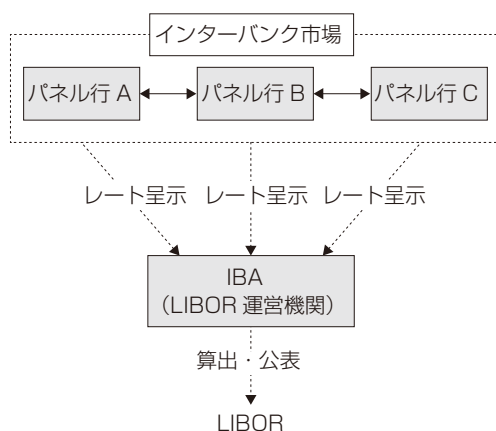 インターバンク市場
パネル行 A
パネル行 B
パネル行 C
レート呈示
レート呈示
レート呈示
IBA
（LIBOR 運営機関）
算出・公表
LIBOR